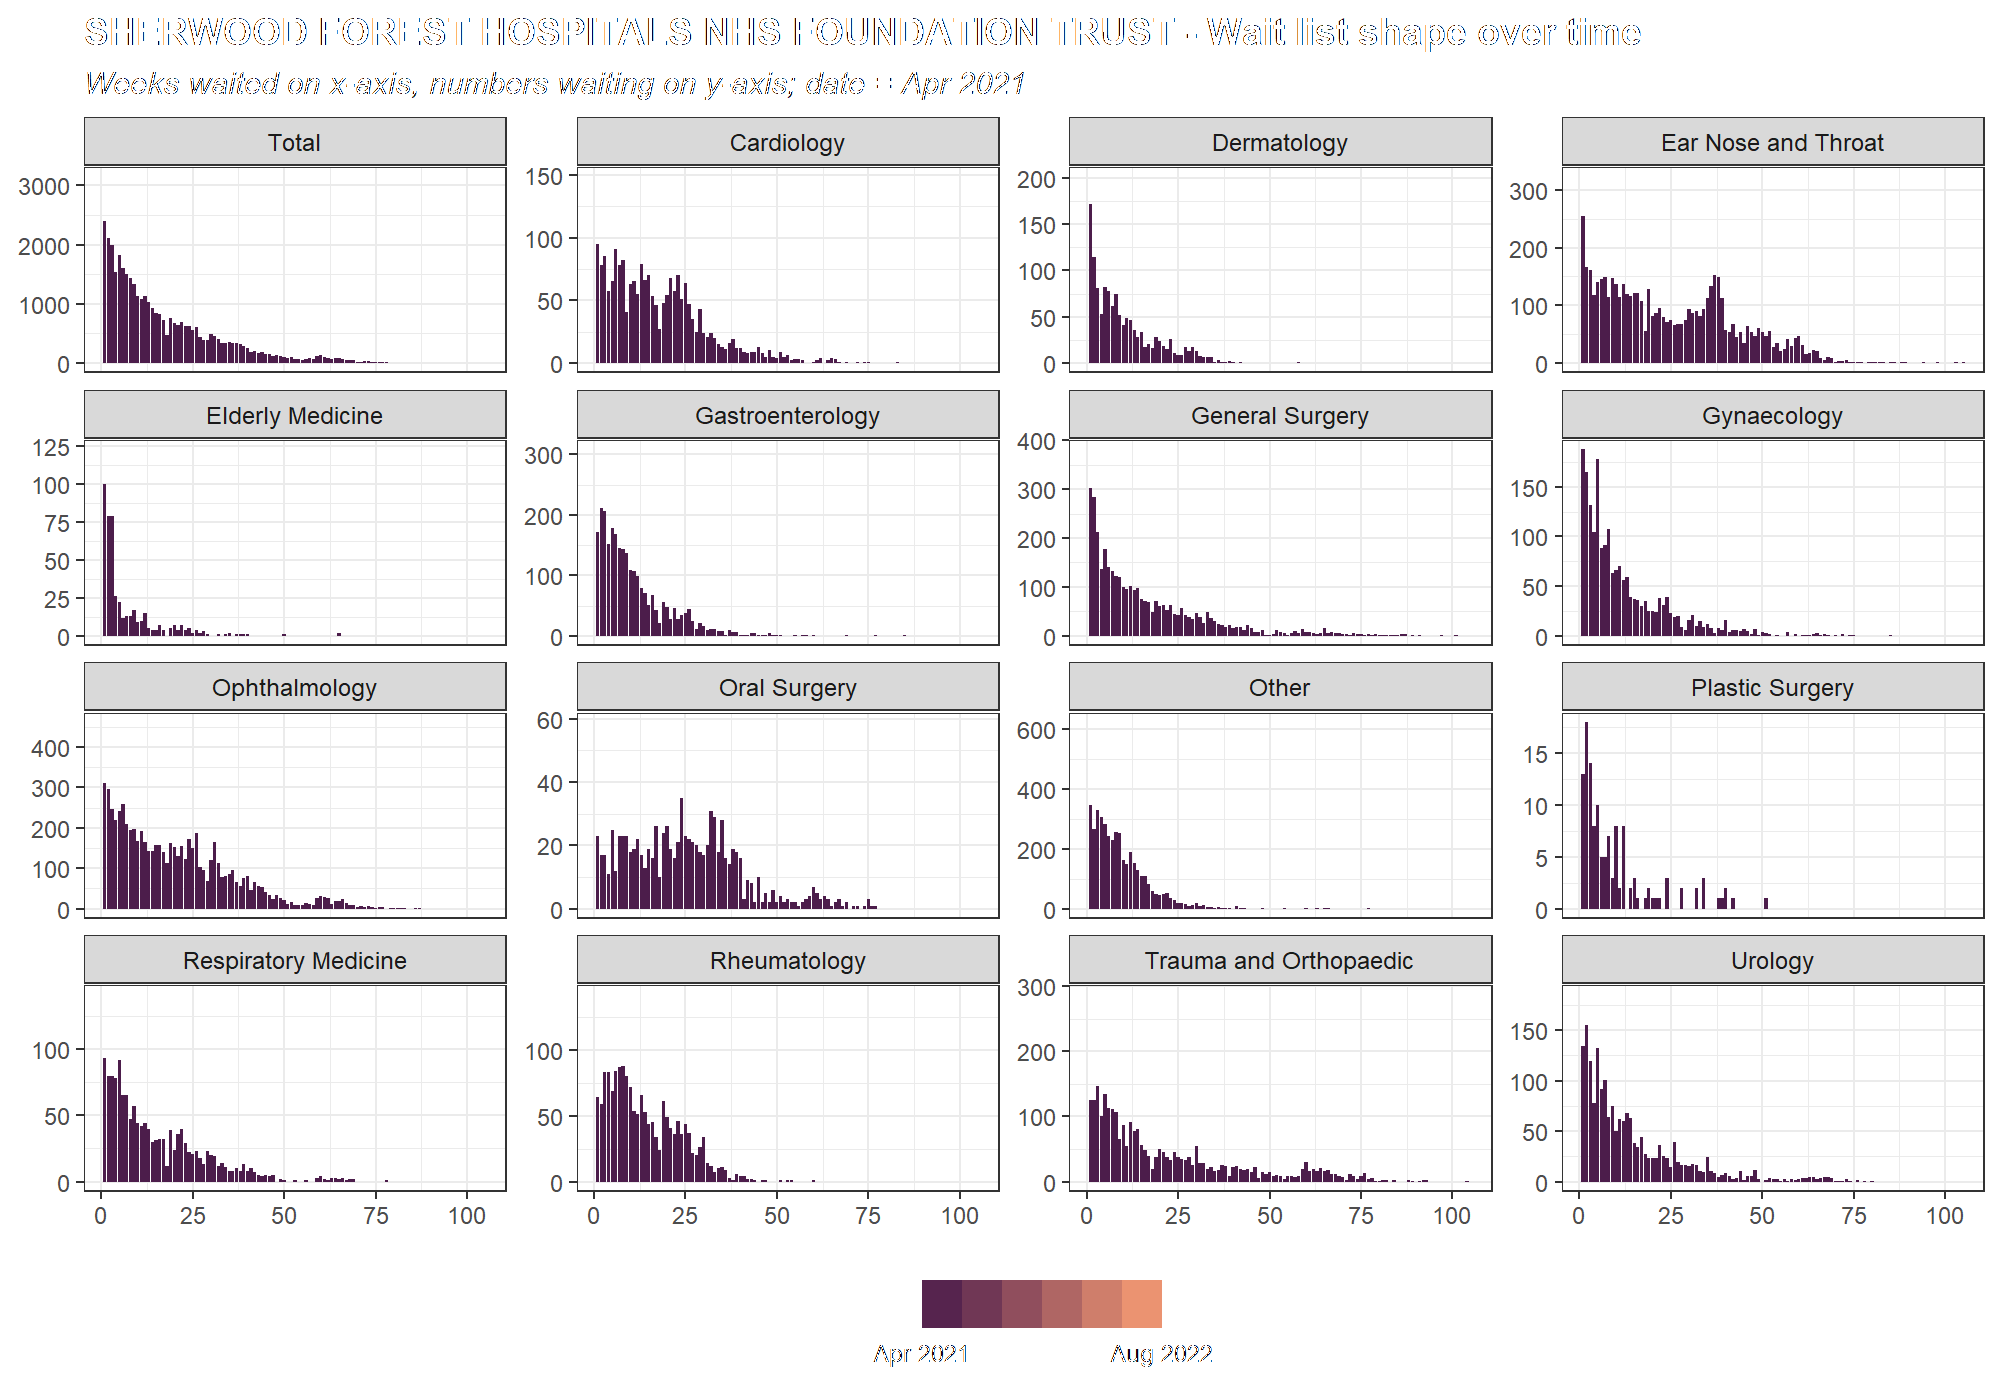 SHERWOOD FOREST HOSPITALS NHS FOUNDATION TRUST - Wait list shape over time
Weeks waited on x-axis, numbers waiting on y-axis; date = Apr 2021
Total
Cardiology
Dermatology
Ear Nose and Throat
3000
2000
1000
0
150
100
50
0
200
150
100
50
0
300
200
100
0
Elderly Medicine
Gastroenterology
General Surgery
Gynaecology
125
100
75
50
25
0
300
200
100
0
400
300
200
100
0
150
100
50
0
Ophthalmology
Oral Surgery
Other
Plastic Surgery
400
300
200
100
0
60
40
20
0
600
400
200
0
15
10
5
0
Respiratory Medicine
Rheumatology
Trauma and Orthopaedic
Urology
100
50
0
100
50
0
300
200
100
0
150
100
50
0
0 25 50 75 100
0 25 50 75 100
0 25 50 75 100
0 25 50 75 100
Apr 2021 Aug 2022